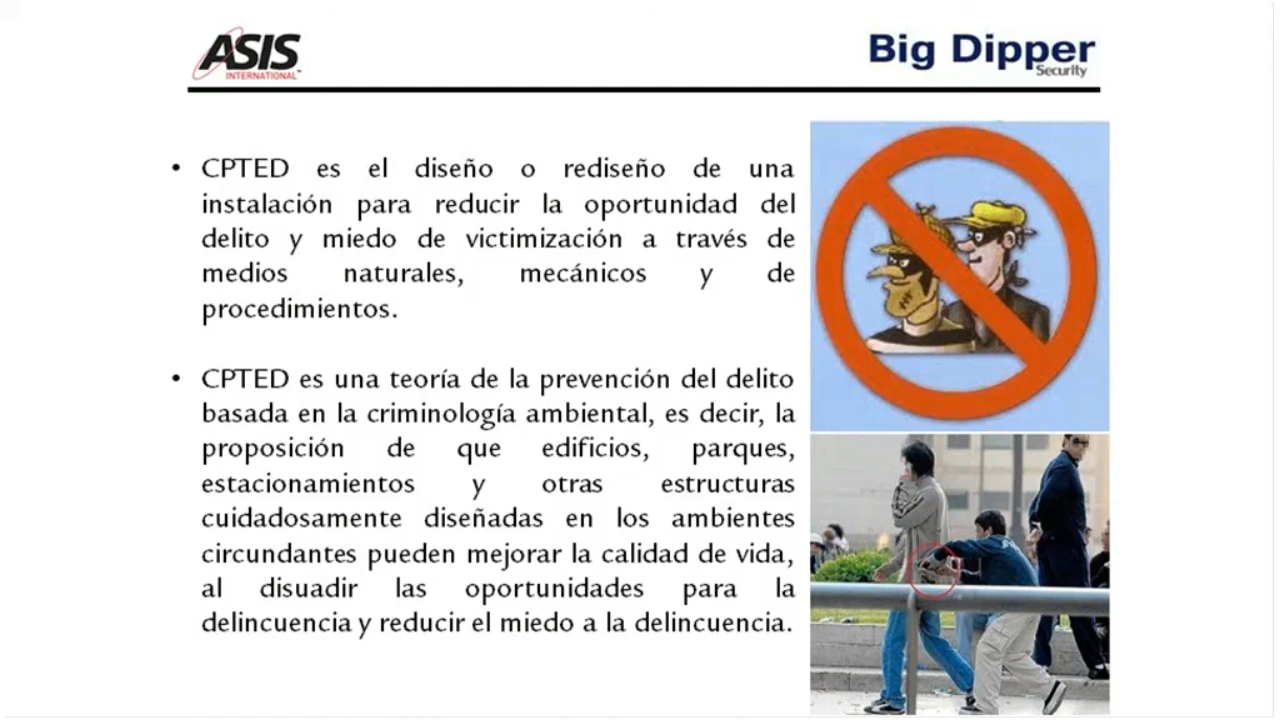 ASIS
INTERNATIONAL™
Big Dipper
Security
• CPTED es el diseño o rediseño de una
instalación para reducir la oportunidad del
delito y miedo de victimización a través de
medios naturales, mecánicos y de
procedimientos.
• CPTED es una teoría de la prevención del delito
basada en la criminología ambiental, es decir, la
proposición de que edificios, parques,
estacionamientos y otras estructuras
cuidadosamente diseñadas en los ambientes
circundantes pueden mejorar la calidad de vida,
al disuadir las oportunidades para la
delincuencia y reducir el miedo a la delincuencia.